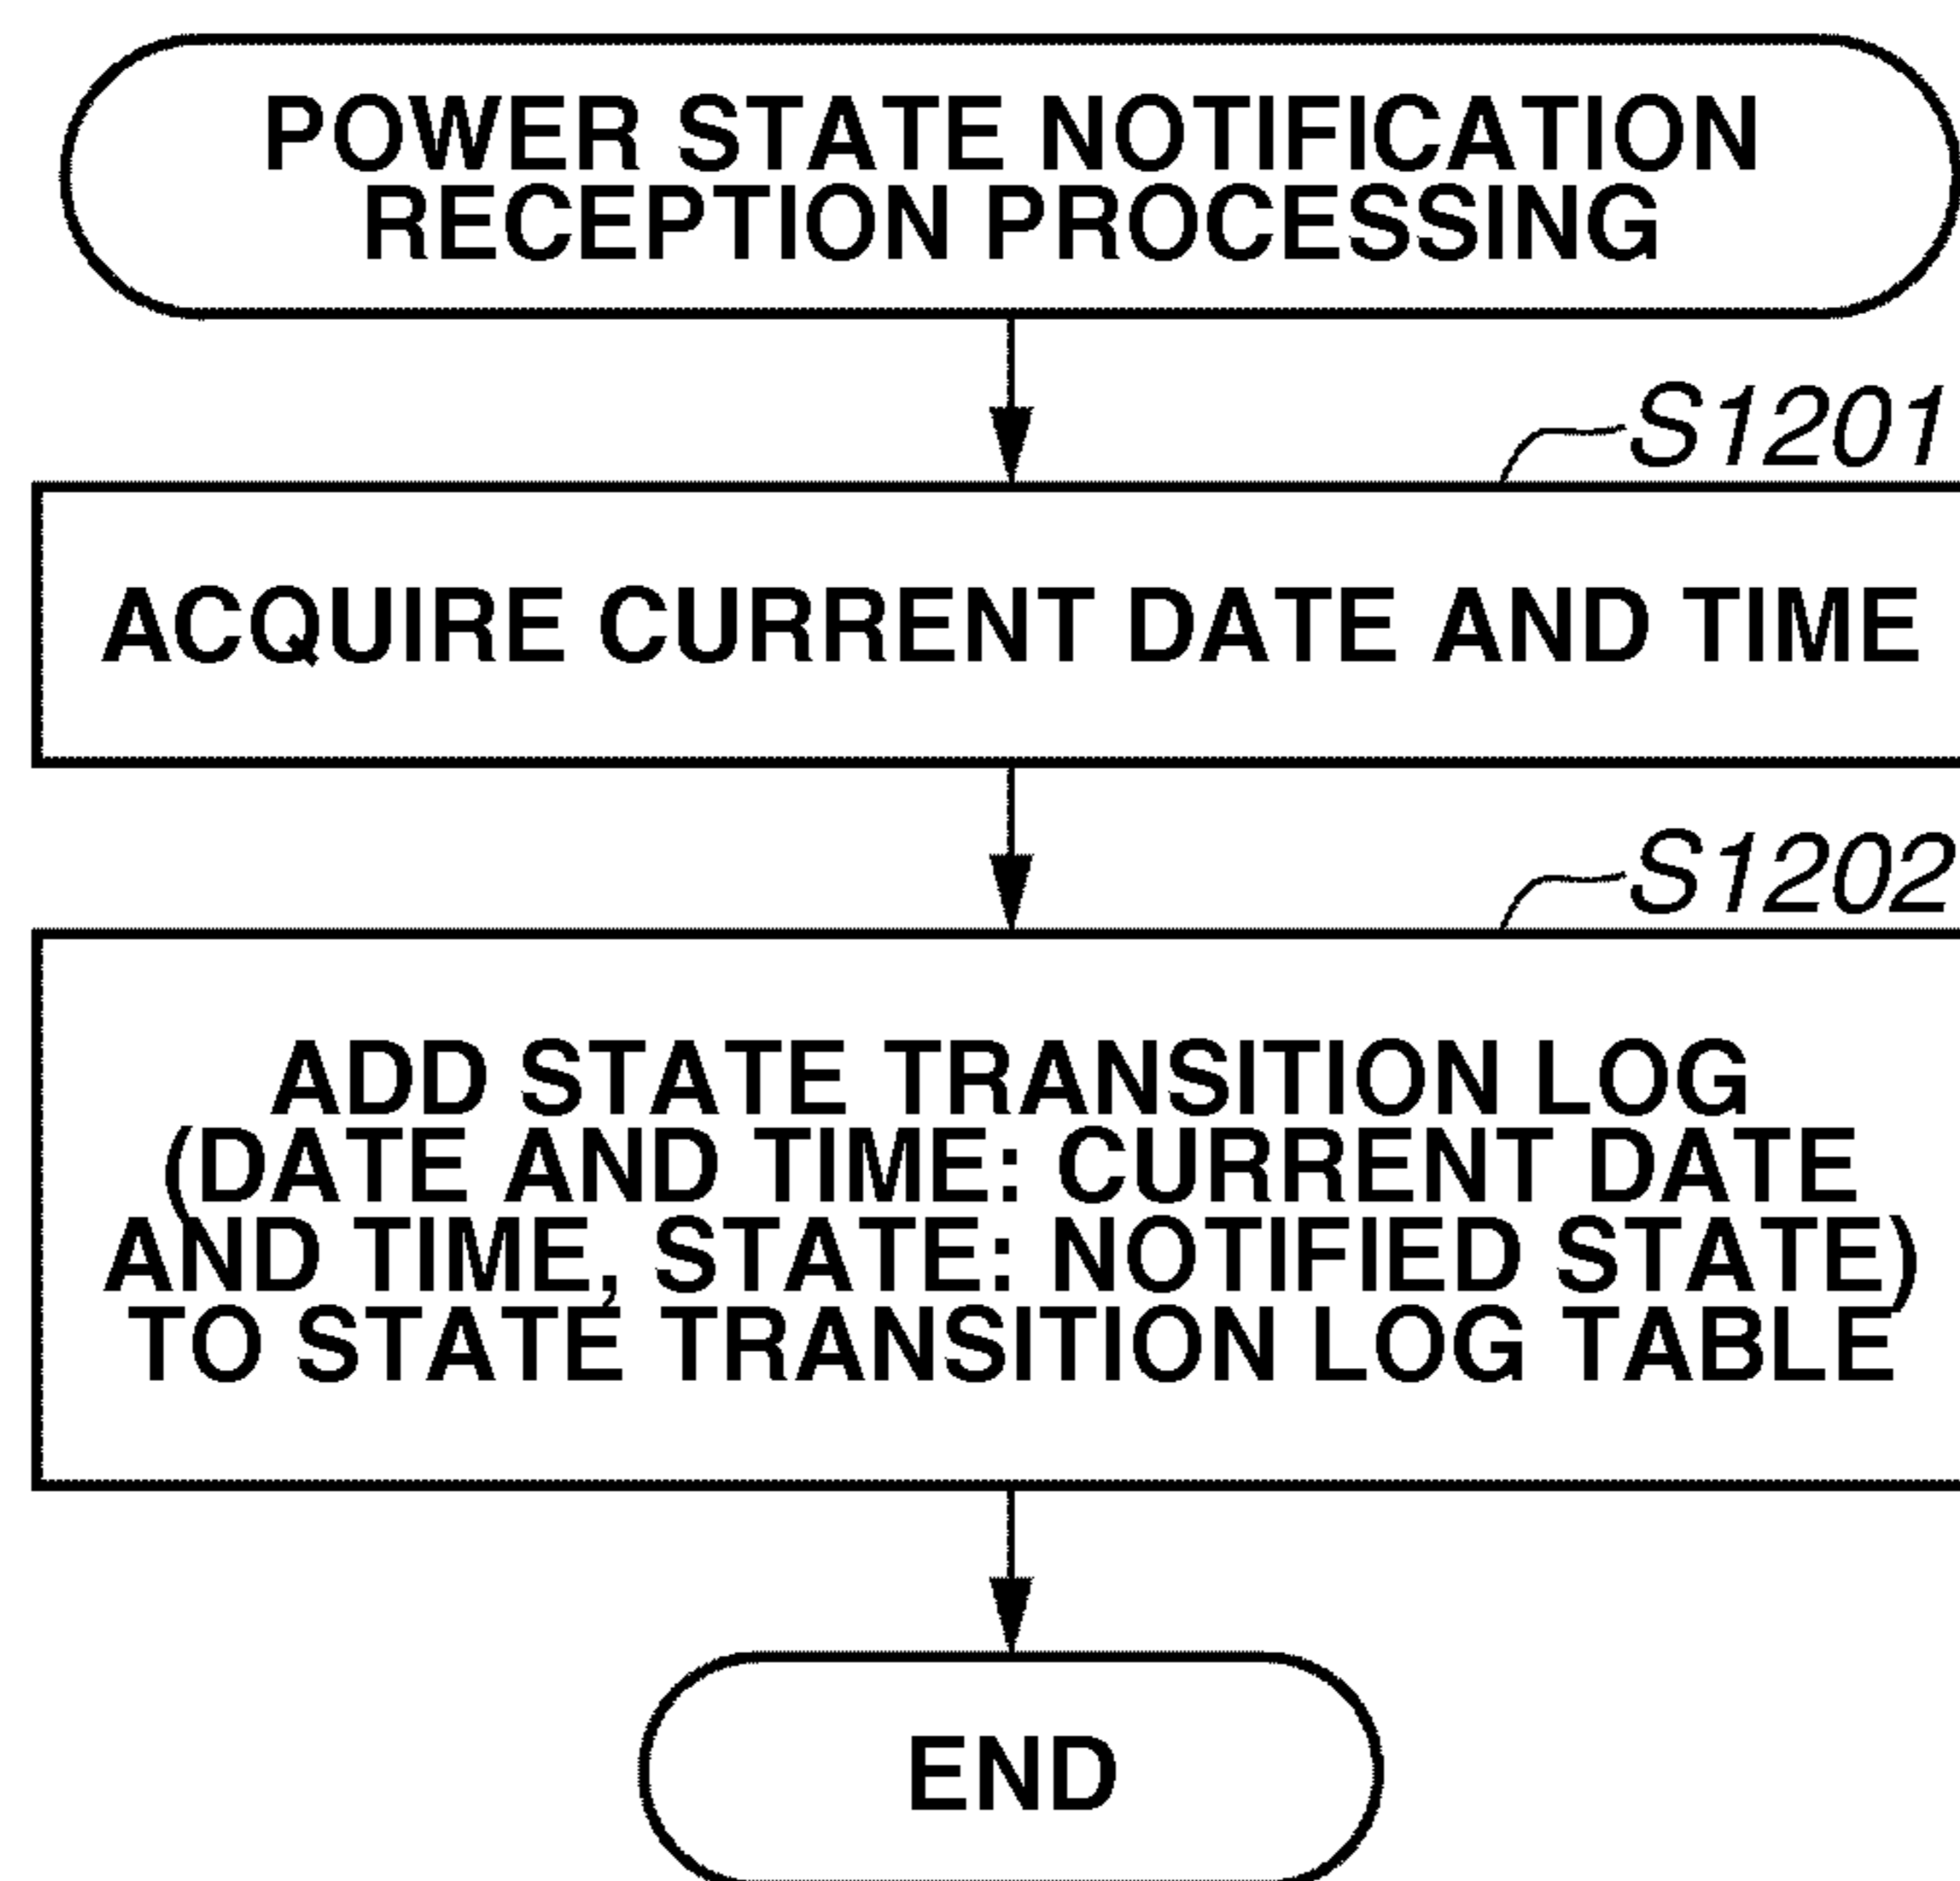 POWER STATE NOTIFICATION
RECEPTION PROCESSING
S1201
ACQUIRE CURRENT DATE AND TIME
S1202
ADD STATE TRANSITION LOG
(DATE AND TIME: CURRENT DATE
AND TIME, STATE: NOTIFIED STATE)
TO STATE TRANSITION LOG TABLE
END